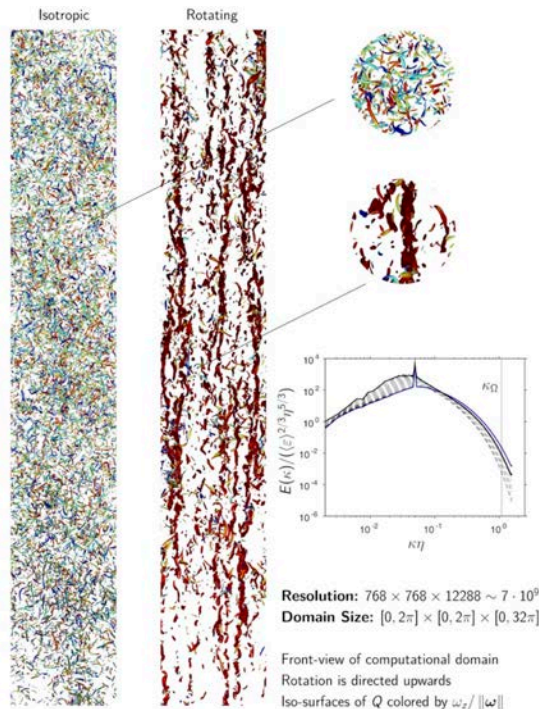 Isotropic
Rotating
10^4
10^2
10^0
10^-2
10^-4
10^-6
E(κ)/(⟨ε⟩^2/3 η^5/3)
κ_Ω
10^-2
10^-1
10^0
κη
Resolution: 768 × 768 × 12288 ∼ 7 · 10^9
Domain Size: [0, 2π] × [0, 2π] × [0, 32π]
Front-view of computational domain
Rotation is directed upwards
Iso-surfaces of Q colored by ω_z/ ||ω||